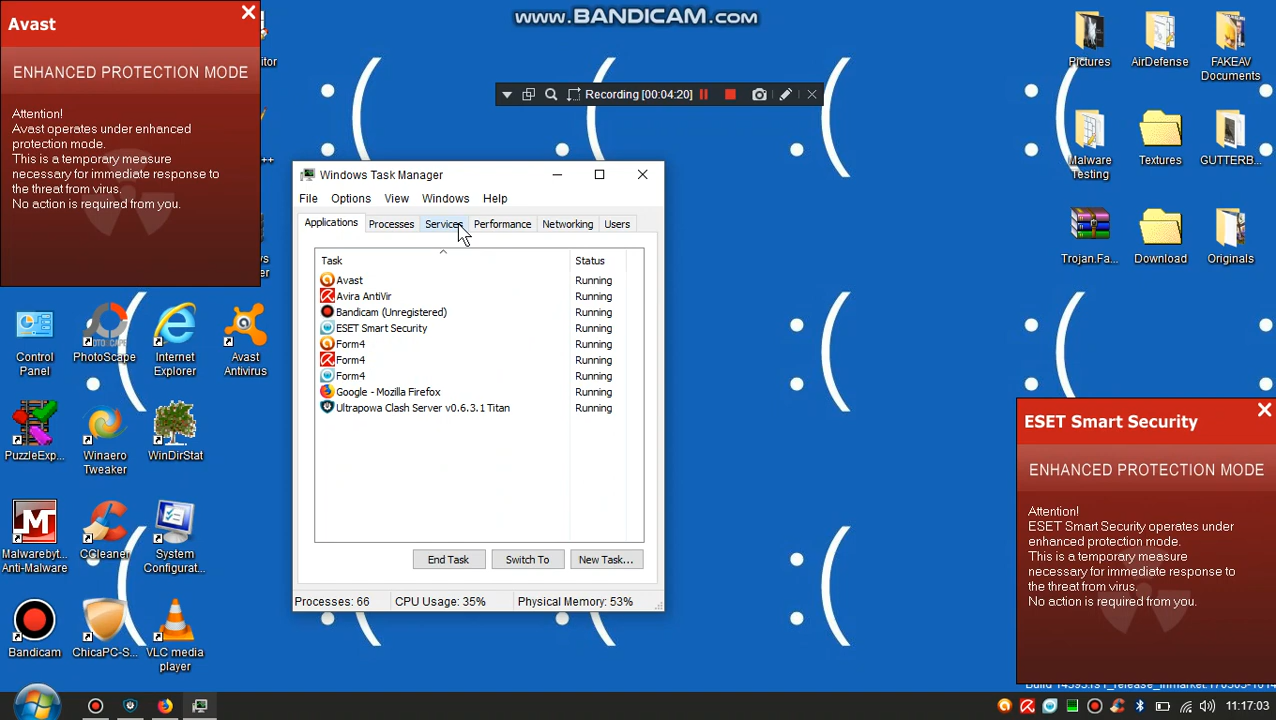 Avast
ENHANCED PROTECTION MODE
Attention!
Avast operates under enhanced
protection mode.
This is a temporary measure
necessary for immediate response to
the threat from virus.
No action is required from you.
www.BANDICAM.com
Recording [00:04:20]
Pictures
AirDefense
FAKEAV
Documents
Malware
Testing
Textures
GUTTERB...
Trojan.Fa...
Download
Originals
Windows Task Manager
File Options View Windows Help
Applications Processes Services Performance Networking Users
Task Status
Avast Running
Avira AntiVir Running
Bandicam (Unregistered) Running
ESET Smart Security Running
Form4 Running
Form4 Running
Form4 Running
Google - Mozilla Firefox Running
Ultrapowa Clash Server v0.6.3.1 Titan Running
End Task Switch To New Task...
Processes: 66 CPU Usage: 35% Physical Memory: 53%
Control
Panel
PhotoScape
Internet
Explorer
Avast
Antivirus
PuzzleExp...
Winaero
Tweaker
WinDirStat
Malwarebyt...
Anti-Malware
CCleaner
System
Configurat...
Bandicam
ChicaPC-S...
VLC media
player
ESET Smart Security
ENHANCED PROTECTION MODE
Attention!
ESET Smart Security operates under
enhanced protection mode.
This is a temporary measure
necessary for immediate response to
the threat from virus.
No action is required from you.
11:17:03